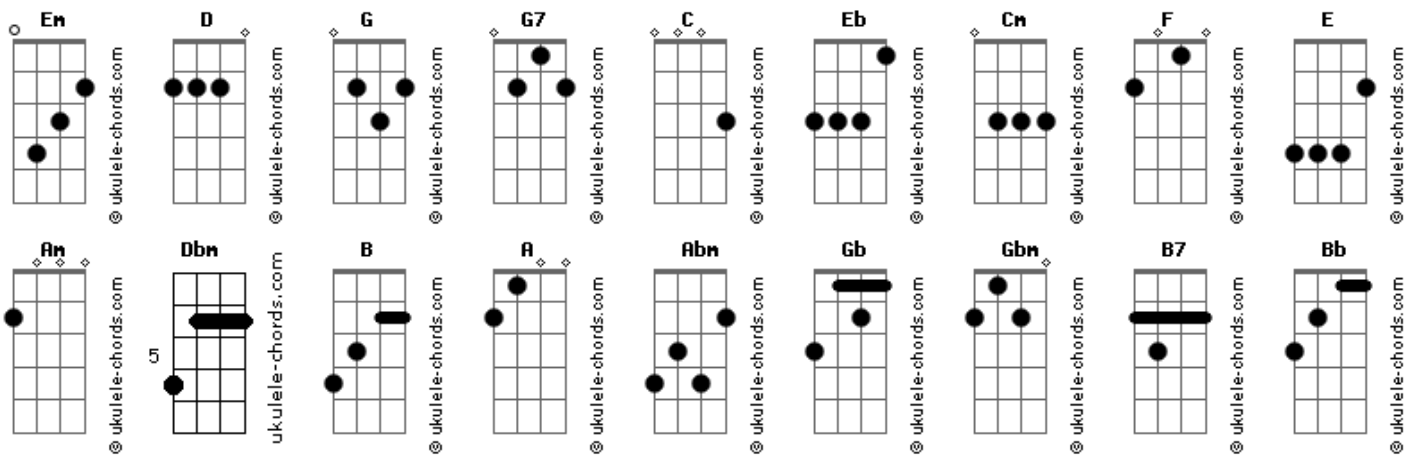 Em D G G7 C Eb Cm F E
© ukulele-chords.com © ukulele-chords.com © ukulele-chords.com © ukulele-chords.com © ukulele-chords.com © ukulele-chords.com © ukulele-chords.com © ukulele-chords.com © ukulele-chords.com
Am Dbm B A Abm Gb Gbm B7 Bb
5
© ukulele-chords.com ukulele-chords.com © ukulele-chords.com © ukulele-chords.com © ukulele-chords.com © ukulele-chords.com © ukulele-chords.com © ukulele-chords.com © ukulele-chords.com